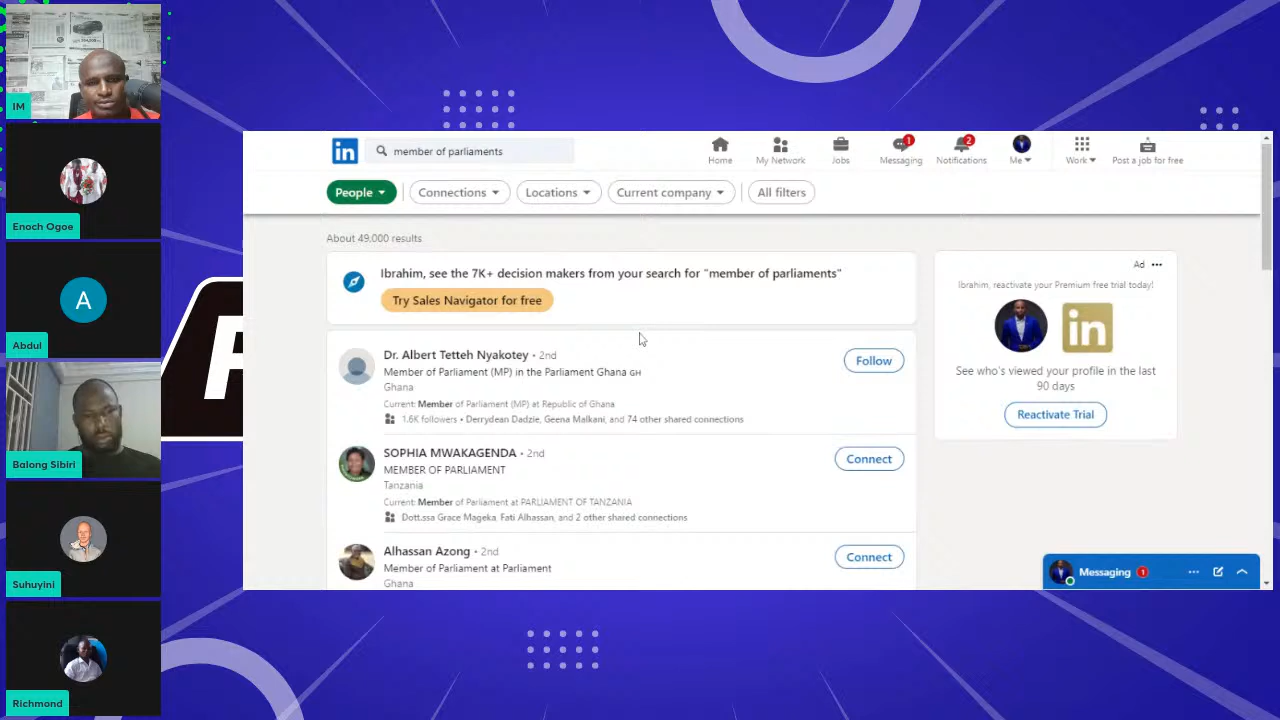 IM
Enoch Ogoe
A
Abdul
Balong Sibiri
Suhuyini
Richmond
in
member of parliaments
Home
My Network
Jobs
1
Messaging
2
Notifications
Me
Work
Post a job for free
People
Connections
Locations
Current company
All filters
About 49,000 results
Ibrahim, see the 7K+ decision makers from your search for “member of parliaments”
Try Sales Navigator for free
Dr. Albert Tetteh Nyakotey • 2nd
Member of Parliament (MP) in the Parliament Ghana GH
Ghana
Current: Member of Parliament (MP) at Republic of Ghana
1.6K followers • Derrydean Dadzie, Geena Malkani, and 74 other shared connections
Follow
SOPHIA MWAKAGENDA • 2nd
MEMBER OF PARLIAMENT
Tanzania
Current: Member of Parliament at PARLIAMENT OF TANZANIA
Dott.ssa Grace Mageka, Fati Alhassan, and 2 other shared connections
Connect
Alhassan Azong • 2nd
Member of Parliament at Parliament
Ghana
Connect
Ad •••
Ibrahim, reactivate your Premium free trial today!
in
See who's viewed your profile in the last
90 days
Reactivate Trial
Messaging 1